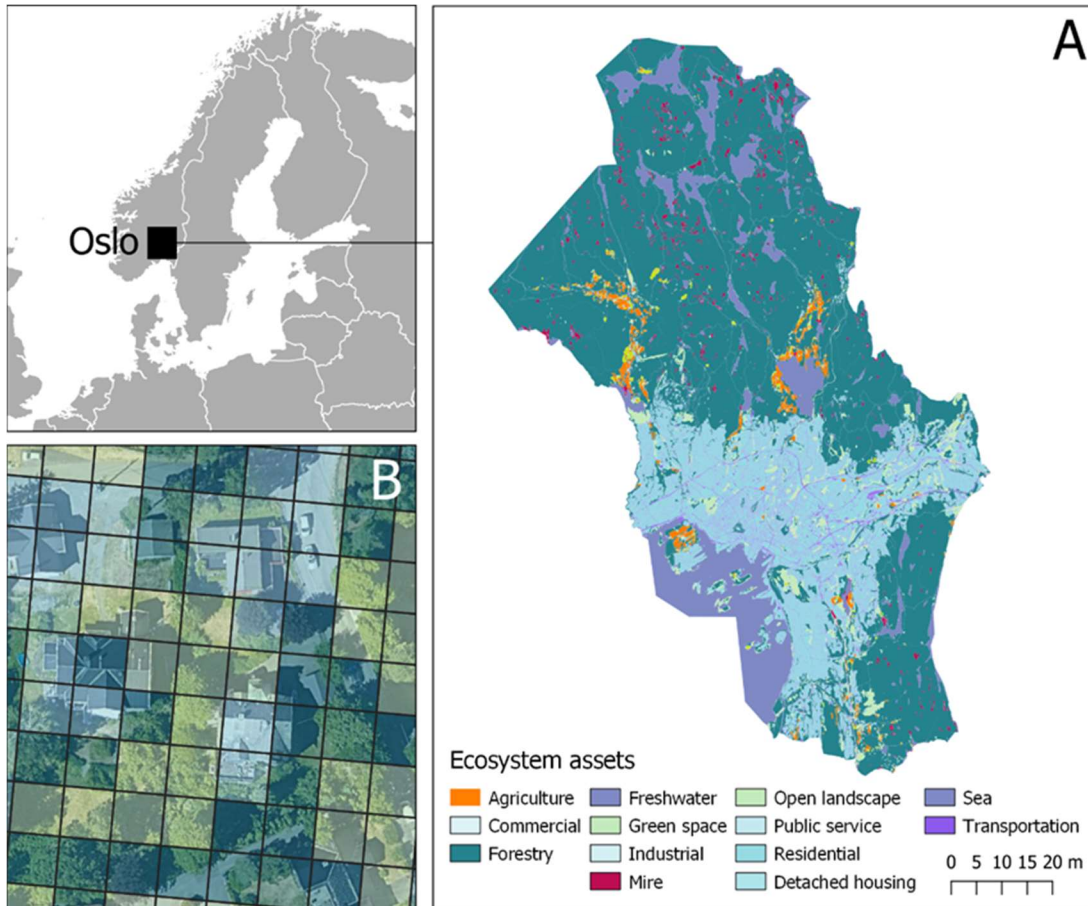 A
Oslo
B
Ecosystem assets
Agriculture Freshwater Open landscape Sea
Commercial Green space Public service Transportation
Forestry Industrial Residential
Mire Detached housing
0 5 10 15 20 m